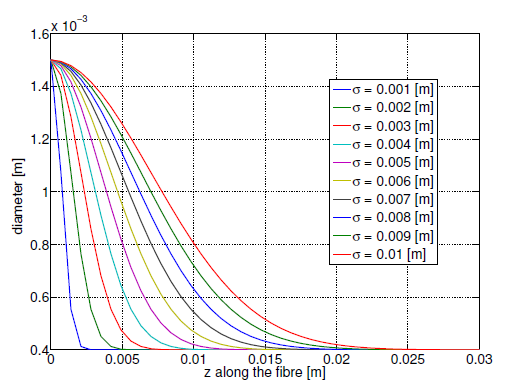 1.6 x 10⁻³
1.4
1.2
1
0.8
0.6
0.4
diameter [m]
σ = 0.001 [m]
σ = 0.002 [m]
σ = 0.003 [m]
σ = 0.004 [m]
σ = 0.005 [m]
σ = 0.006 [m]
σ = 0.007 [m]
σ = 0.008 [m]
σ = 0.009 [m]
σ = 0.01 [m]
0 0.005 0.01 0.015 0.02 0.025 0.03
z along the fibre [m]